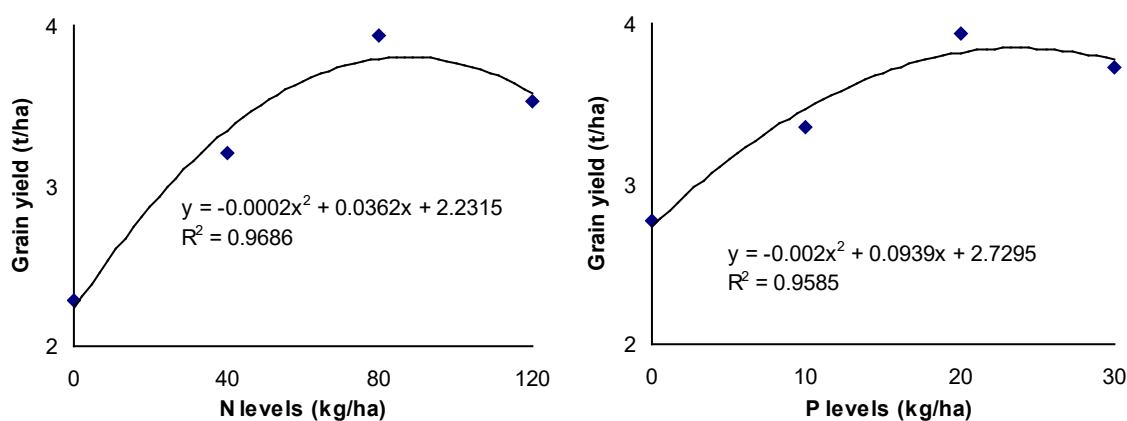 4
3
2
Grain yield (t/ha)
y = -0.0002x² + 0.0362x + 2.2315
R² = 0.9686
0 40 80 120
N levels (kg/ha)
4
3
2
Grain yield (t/ha)
y = -0.002x² + 0.0939x + 2.7295
R² = 0.9585
0 10 20 30
P levels (kg/ha)